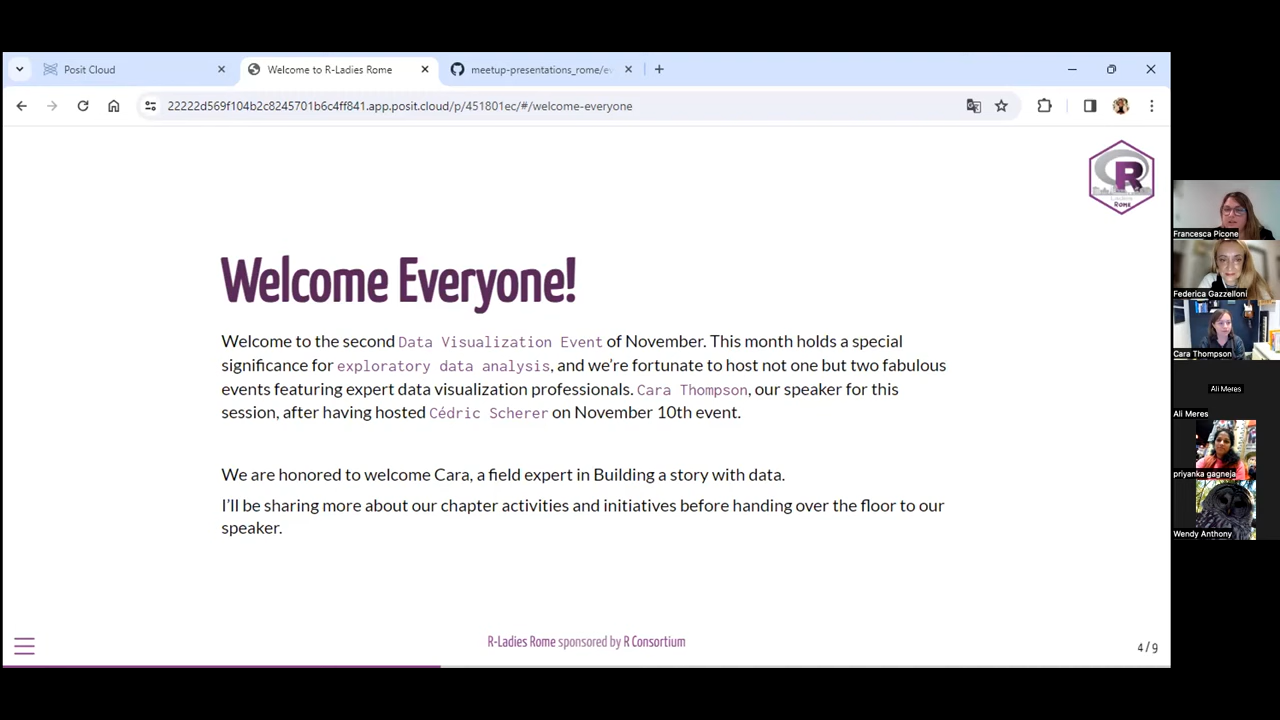 Posit Cloud
Welcome to R-Ladies Rome
meetup-presentations_rome/ev
22222d569f104b2c8245701b6c4ff841.app.posit.cloud/p/451801ec/#/welcome-everyone
R
ROME
Welcome Everyone!
Welcome to the second Data Visualization Event of November. This month holds a special
significance for exploratory data analysis, and we’re fortunate to host not one but two fabulous
events featuring expert data visualization professionals. Cara Thompson, our speaker for this
session, after having hosted Cédric Scherer on November 10th event.
We are honored to welcome Cara, a field expert in Building a story with data.
I’ll be sharing more about our chapter activities and initiatives before handing over the floor to our
speaker.
R-Ladies Rome sponsored by R Consortium
4 / 9
Francesca Picone
Federica Gazzelloni
Cara Thompson
Ali Meres
Ali Meres
priyanka gagneja
Wendy Anthony